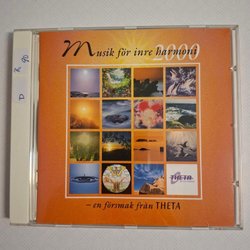 Musik för inre harmoni
2000
THETA
– en försmak från THETA